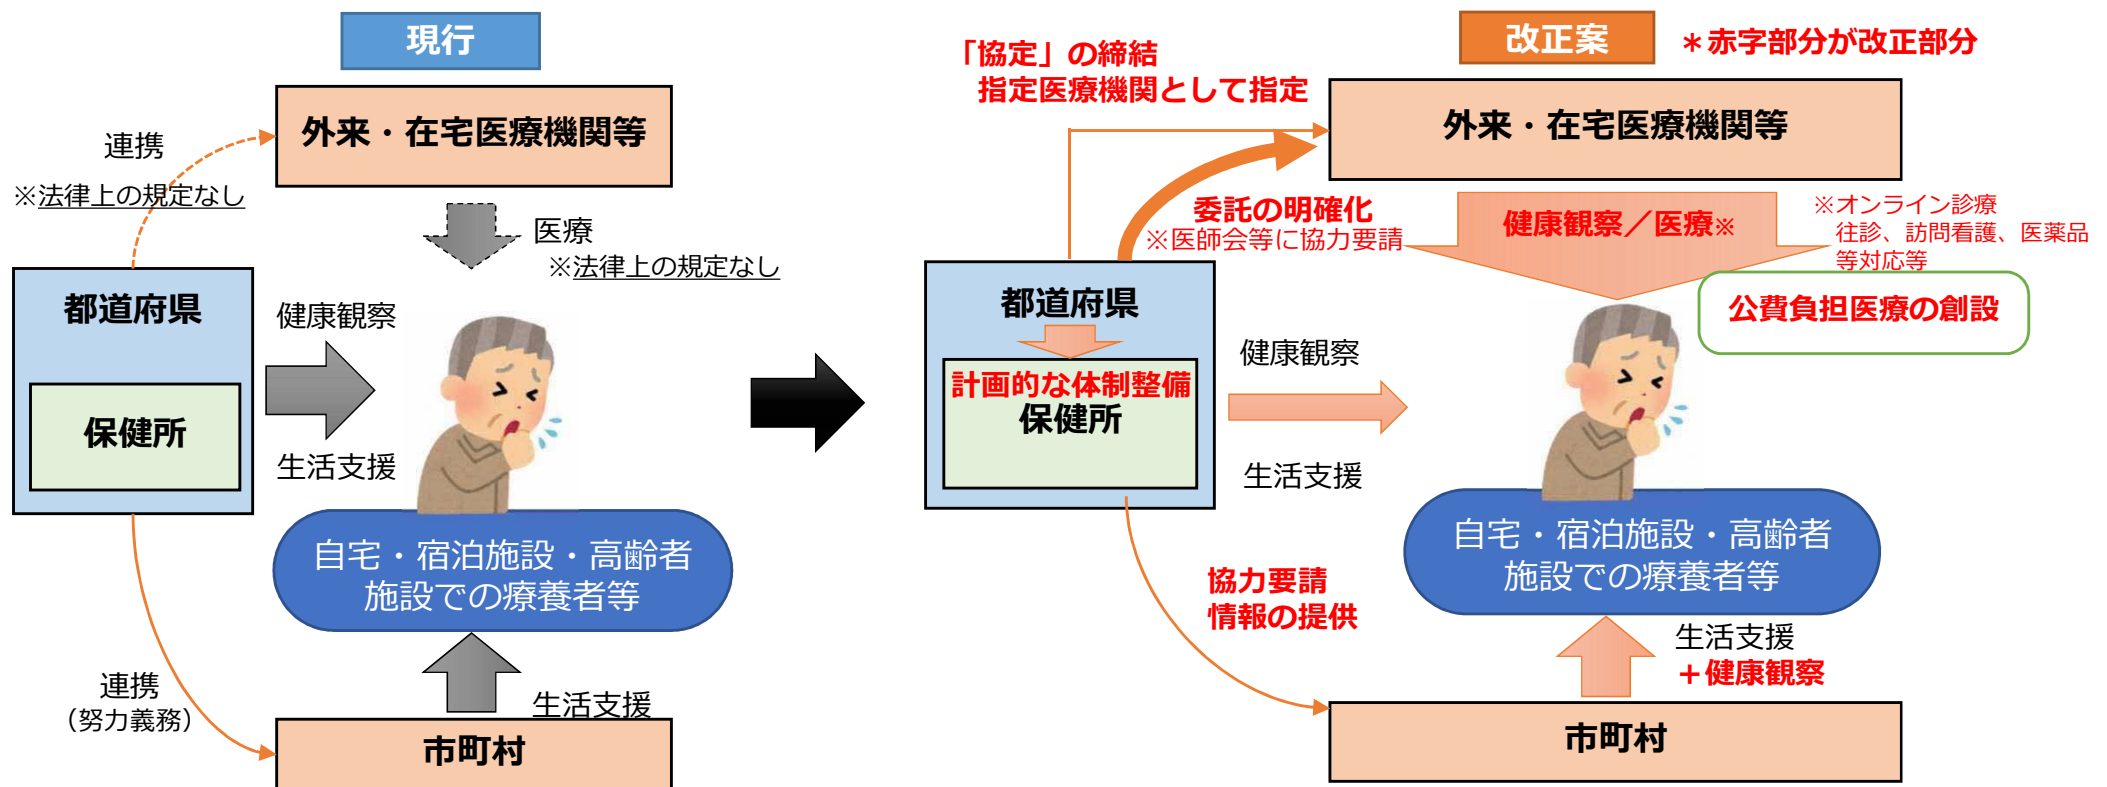 現行
外来・在宅医療機関等
連携
※法律上の規定なし
医療
※法律上の規定なし
都道府県
保健所
健康観察
生活支援
自宅・宿泊施設・高齢者
施設での療養者等
連携
（努力義務）
生活支援
市町村
改正案
＊赤字部分が改正部分
「協定」の締結
指定医療機関として指定
外来・在宅医療機関等
委託の明確化
※医師会等に協力要請
健康観察／医療※
※オンライン診療
往診、訪問看護、医薬品
等対応等
公費負担医療の創設
都道府県
計画的な体制整備
保健所
健康観察
生活支援
自宅・宿泊施設・高齢者
施設での療養者等
協力要請
情報の提供
生活支援
＋健康観察
市町村